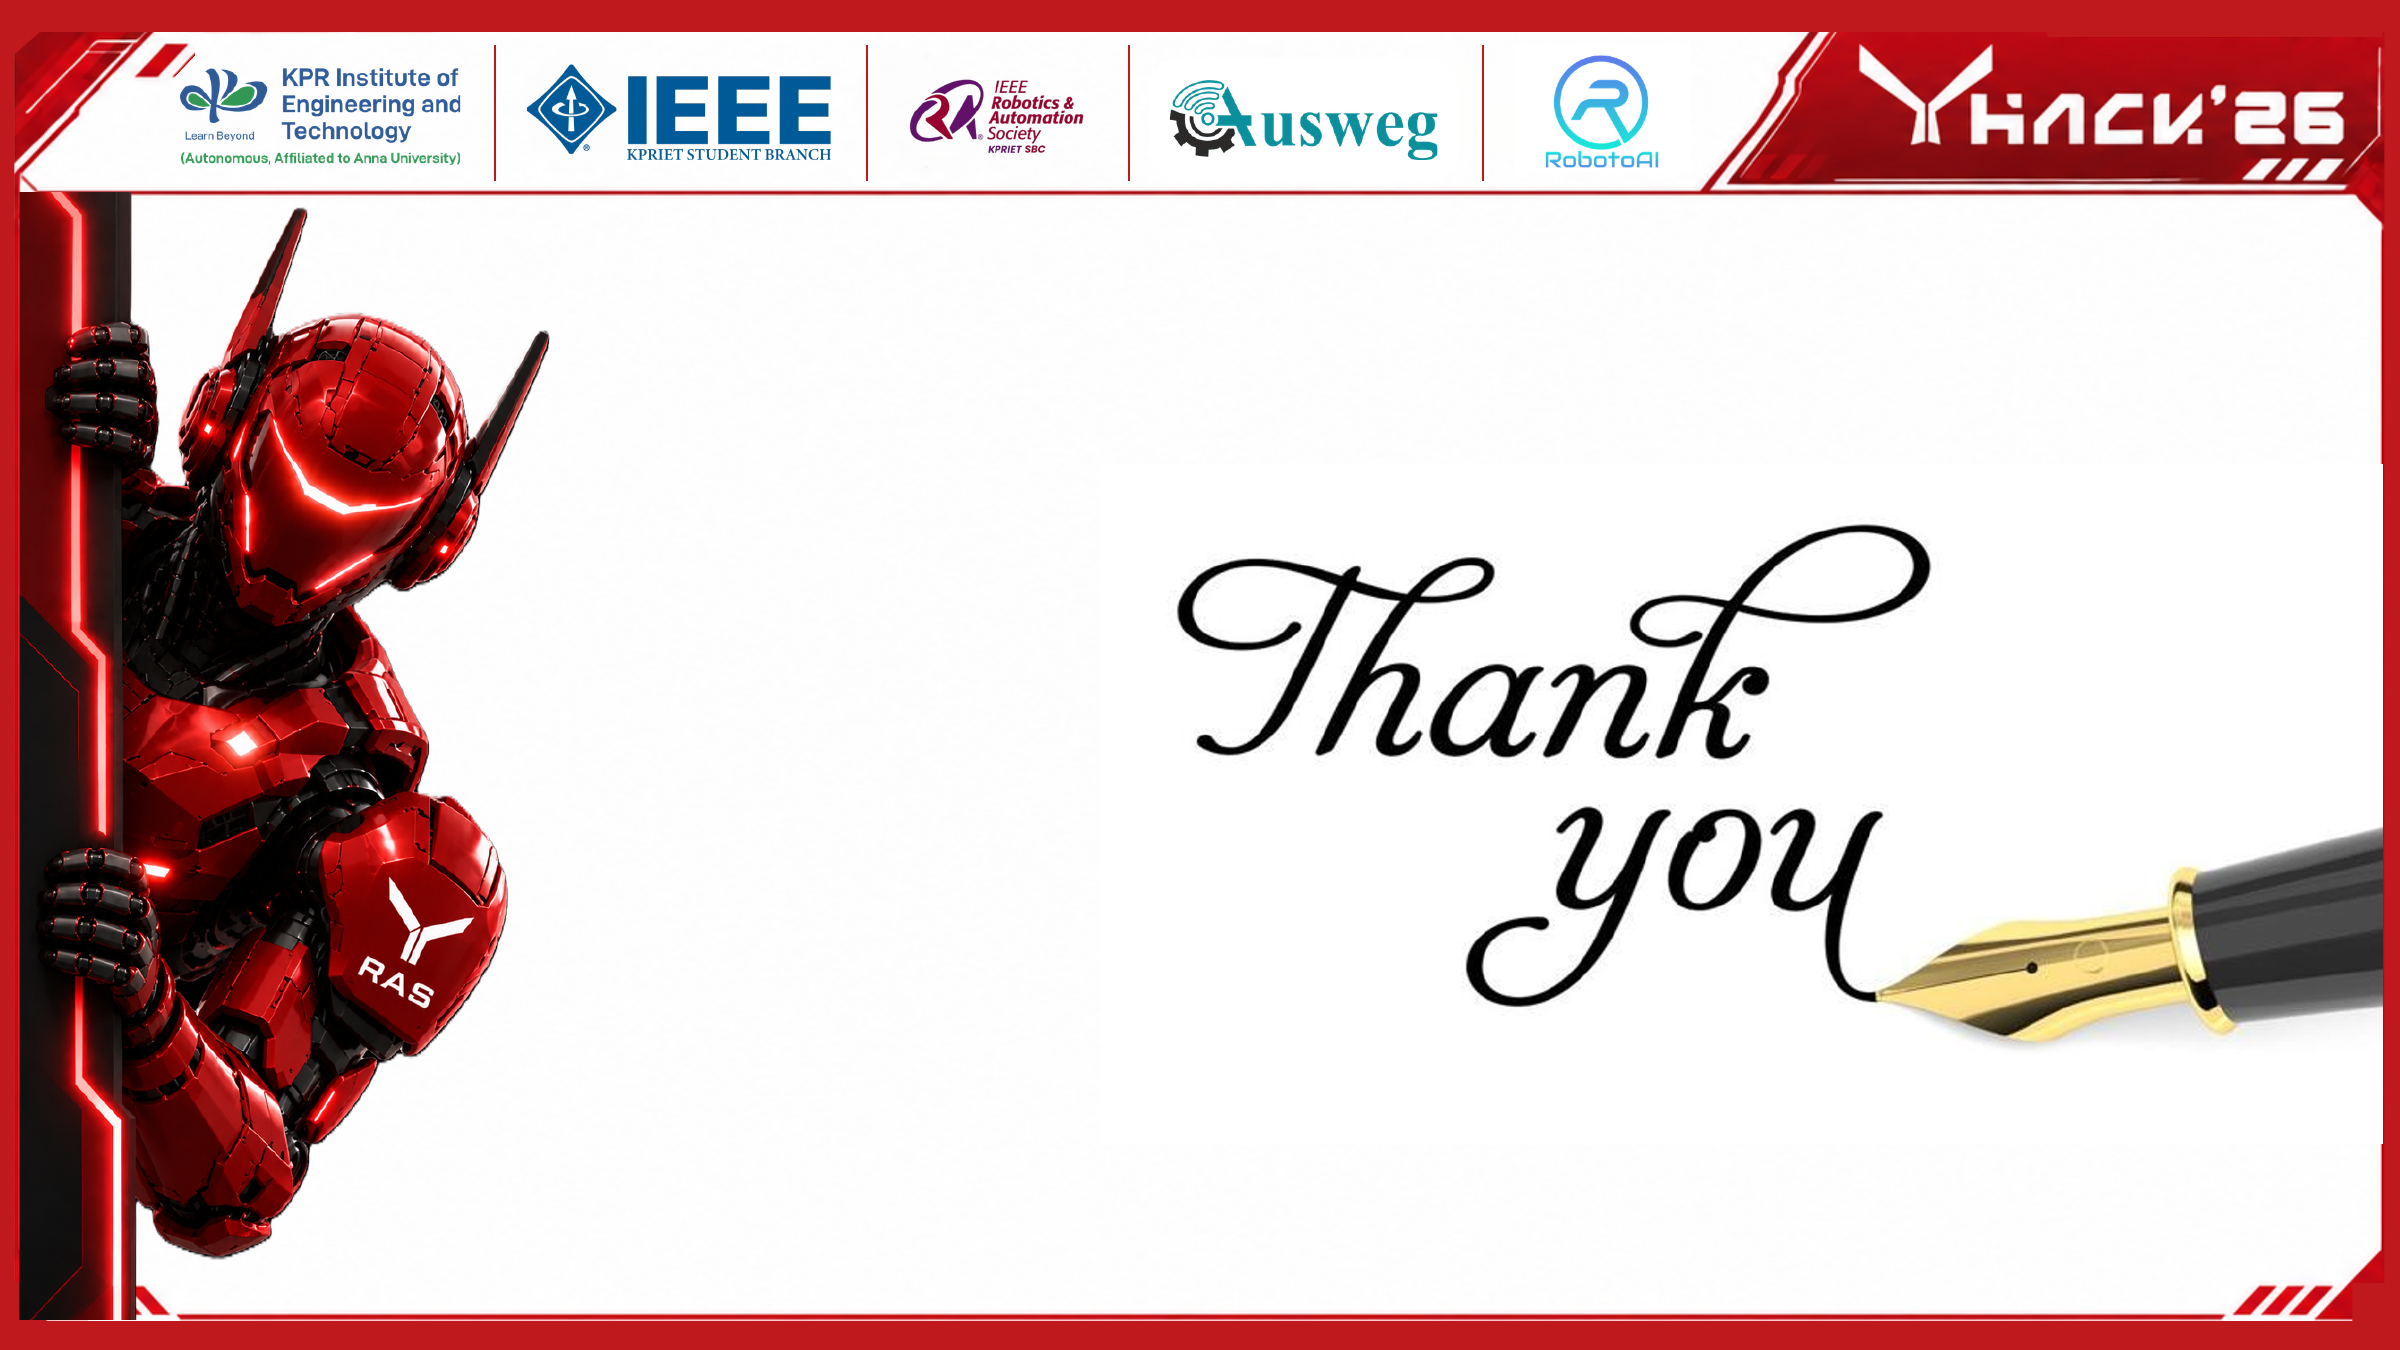 KPR Institute of
Engineering and
Technology
Learn Beyond
(Autonomous, Affiliated to Anna University)
IEEE
®
KPRIET STUDENT BRANCH
IEEE
Robotics &
Automation
Society
KPRIET SBC
Ausweg
RobotoAI
YHACK'26
Thank
you
RAS